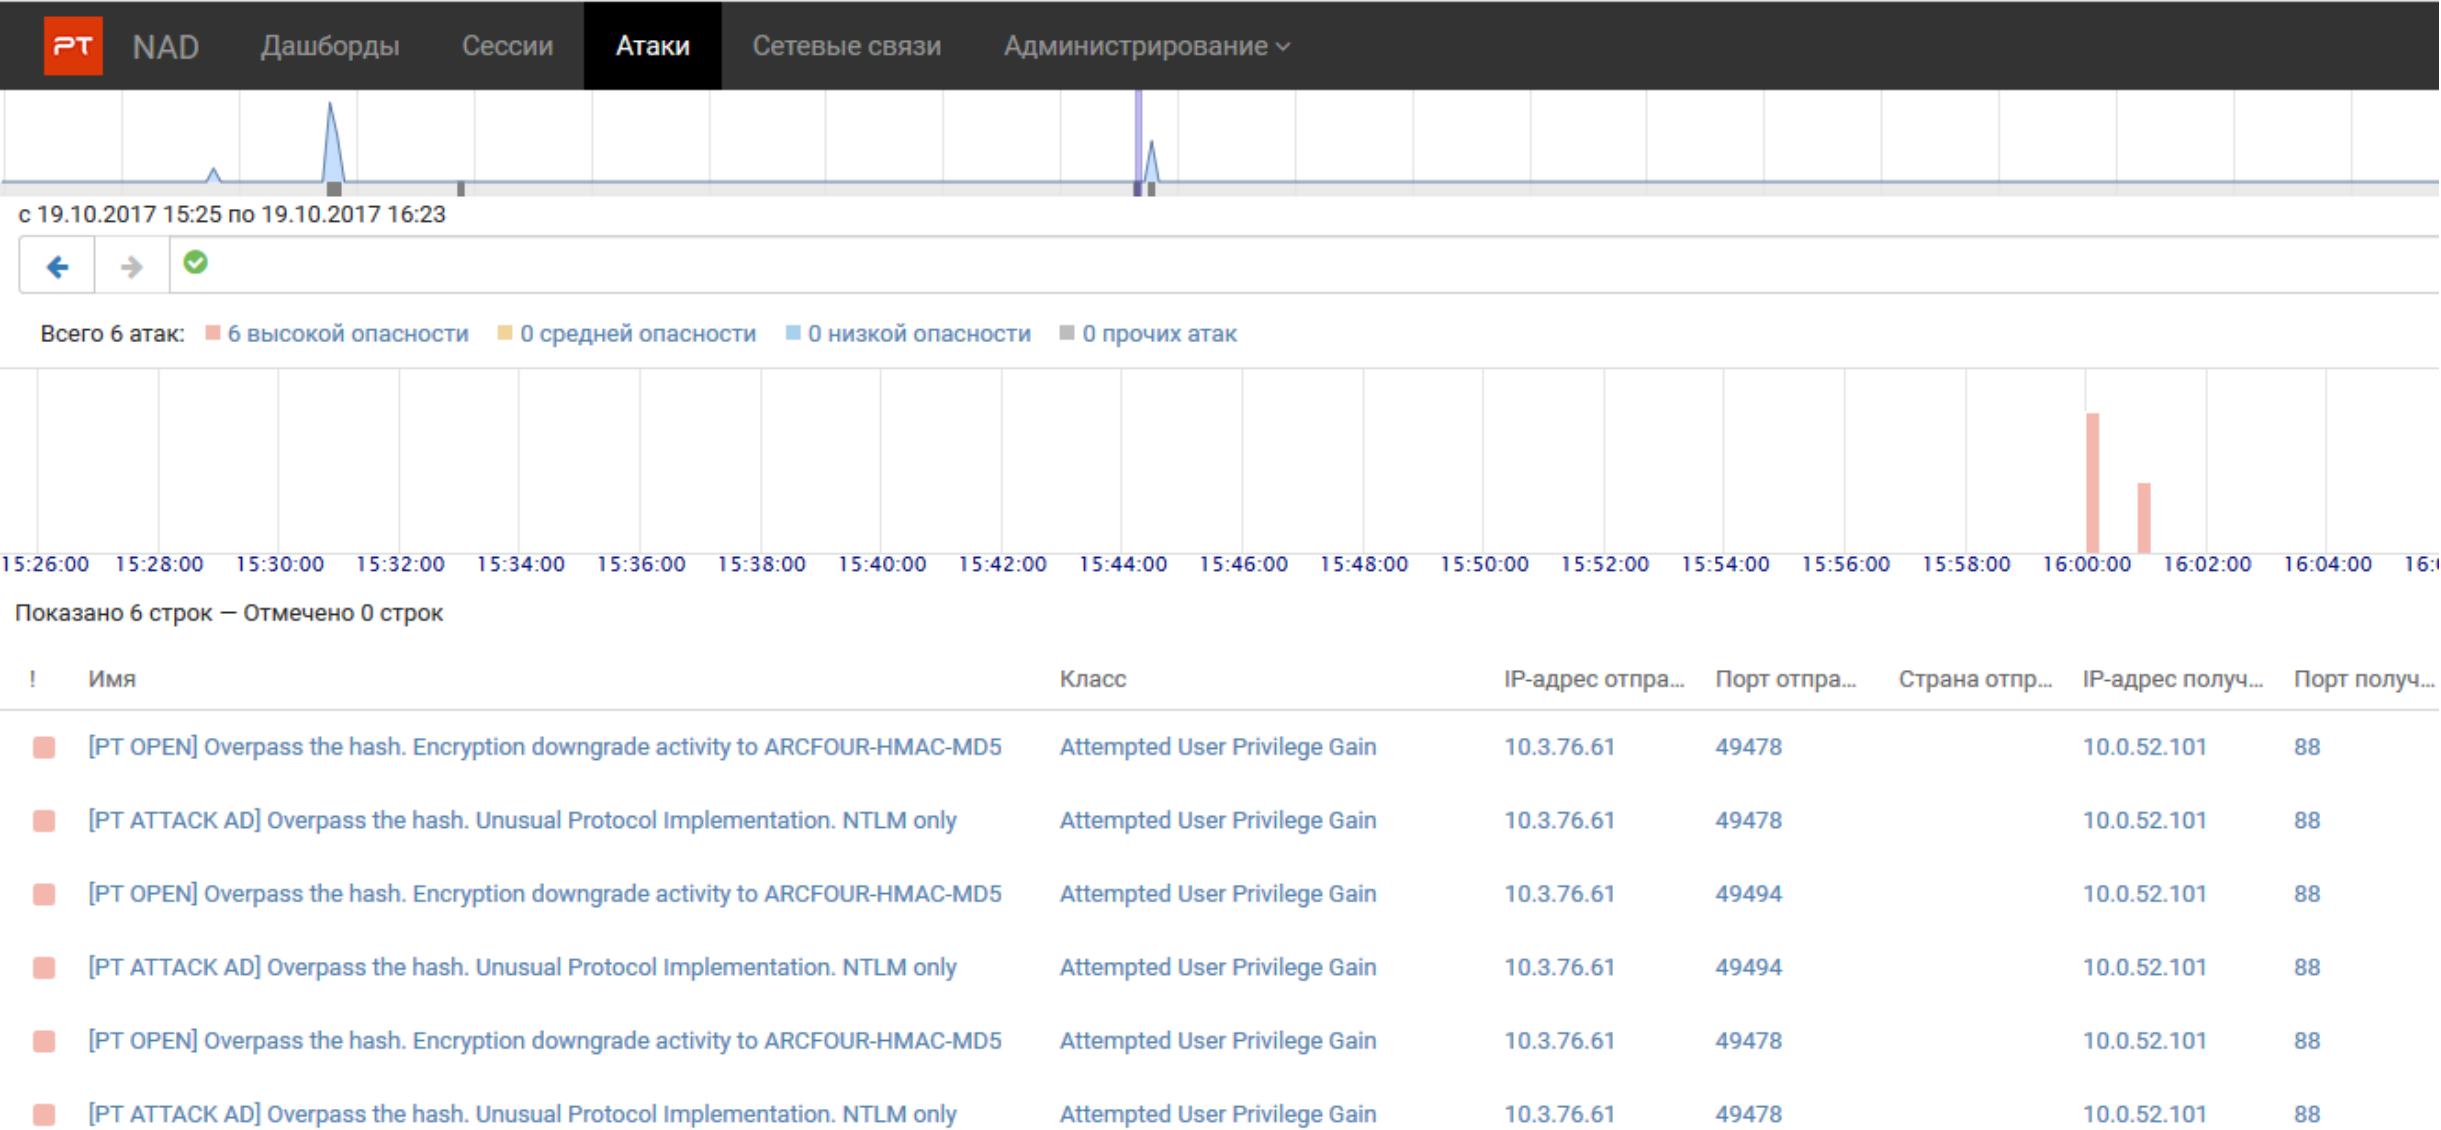 PT NAD Дашборды Сессии Атаки Сетевые связи Администрирование
с 19.10.2017 15:25 по 19.10.2017 16:23
Всего 6 атак: 6 высокой опасности 0 средней опасности 0 низкой опасности 0 прочих атак
15:26:00 15:28:00 15:30:00 15:32:00 15:34:00 15:36:00 15:38:00 15:40:00 15:42:00 15:44:00 15:46:00 15:48:00 15:50:00 15:52:00 15:54:00 15:56:00 15:58:00 16:00:00 16:02:00 16:04:00 16:
Показано 6 строк — Отмечено 0 строк
! Имя Класс IP-адрес отпра... Порт отпра... Страна отпр... IP-адрес получ... Порт получ...
[PT OPEN] Overpass the hash. Encryption downgrade activity to ARCFOUR-HMAC-MD5 Attempted User Privilege Gain 10.3.76.61 49478 10.0.52.101 88
[PT ATTACK AD] Overpass the hash. Unusual Protocol Implementation. NTLM only Attempted User Privilege Gain 10.3.76.61 49478 10.0.52.101 88
[PT OPEN] Overpass the hash. Encryption downgrade activity to ARCFOUR-HMAC-MD5 Attempted User Privilege Gain 10.3.76.61 49494 10.0.52.101 88
[PT ATTACK AD] Overpass the hash. Unusual Protocol Implementation. NTLM only Attempted User Privilege Gain 10.3.76.61 49494 10.0.52.101 88
[PT OPEN] Overpass the hash. Encryption downgrade activity to ARCFOUR-HMAC-MD5 Attempted User Privilege Gain 10.3.76.61 49478 10.0.52.101 88
[PT ATTACK AD] Overpass the hash. Unusual Protocol Implementation. NTLM only Attempted User Privilege Gain 10.3.76.61 49478 10.0.52.101 88